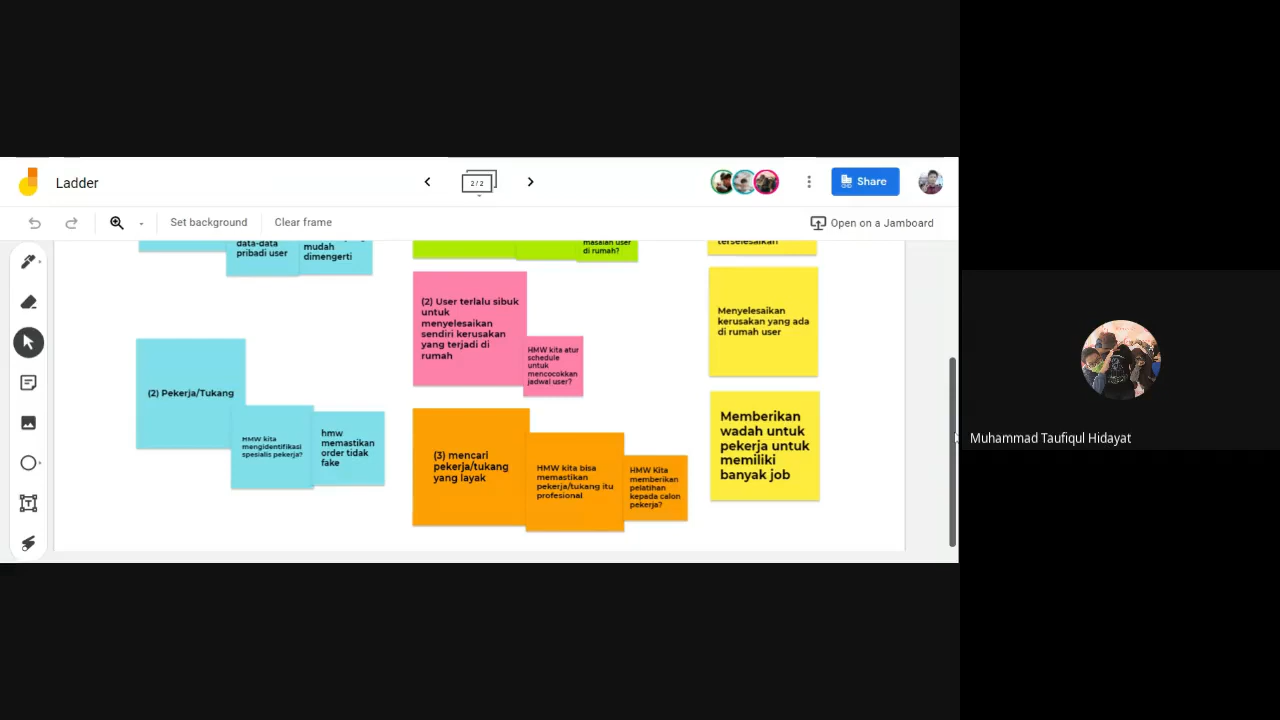 Ladder
2/2
Share
Set background
Clear frame
Open on a Jamboard
data-data
pribadi user
mudah
dimengerti
masalah user
di rumah?
terselesaikan
(2) User terlalu sibuk
untuk
menyelesaikan
sendiri kerusakan
yang terjadi di
rumah
HMW kita atur
schedule
untuk
mencocokkan
jadwal user?
Menyelesaikan
kerusakan yang ada
di rumah user
(2) Pekerja/Tukang
HMW kita
mengidentifikasi
spesialis pekerja?
hmw
memastikan
order tidak
fake
(3) mencari
pekerja/tukang
yang layak
HMW kita bisa
memastikan
pekerja/tukang itu
profesional
HMW Kita
memberikan
pelatihan
kepada calon
pekerja?
Memberikan
wadah untuk
pekerja untuk
memiliki
banyak job
Muhammad Taufiqul Hidayat